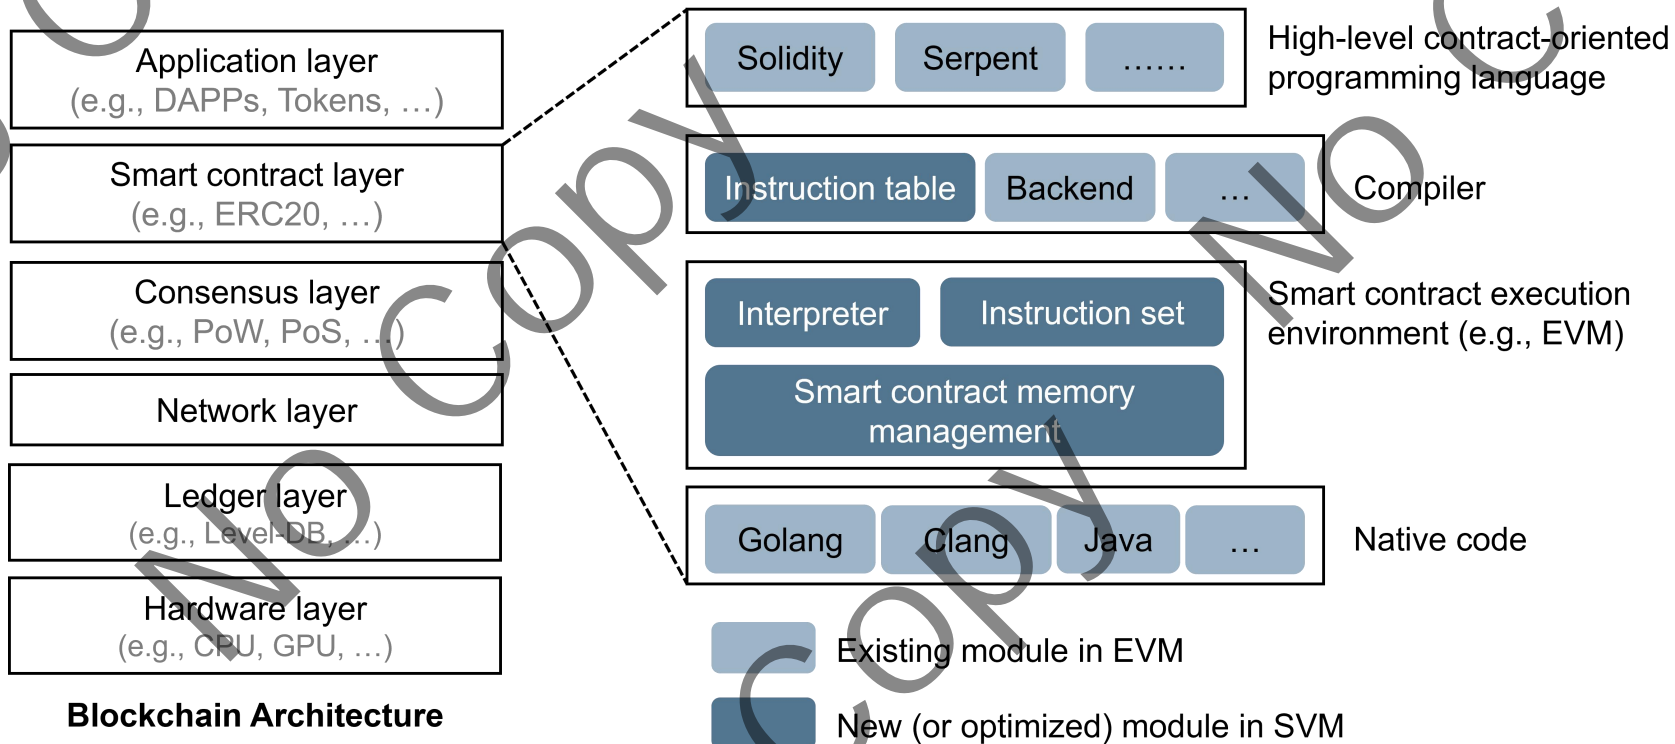 Application layer
(e.g., DAPPs, Tokens, …)
Smart contract layer
(e.g., ERC20, …)
Consensus layer
(e.g., PoW, PoS, …)
Network layer
Ledger layer
(e.g., Level-DB, …)
Hardware layer
(e.g., CPU, GPU, …)
Blockchain Architecture
Solidity Serpent ……
High-level contract-oriented
programming language
Instruction table Backend …
Compiler
Interpreter Instruction set
Smart contract memory
management
Smart contract execution
environment (e.g., EVM)
Golang Clang Java …
Native code
Existing module in EVM
New (or optimized) module in SVM
No Copy
No Copy
No C